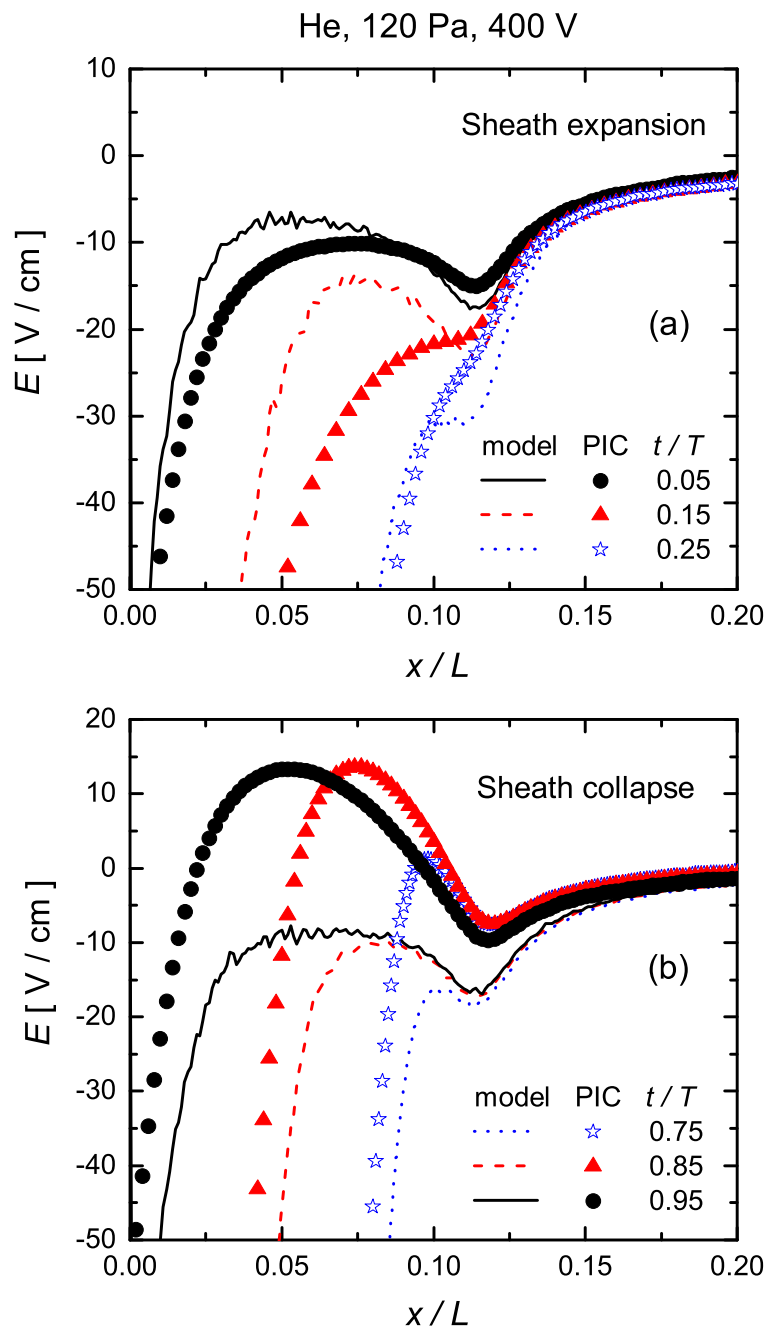 He, 120 Pa, 400 V
10
Sheath expansion
0
-10
-20
(a)
E [ V / cm ]
-30
model PIC t / T
0.05
-40
0.15
0.25
-50
0.00 0.05 0.10 0.15 0.20
x / L
20
10
Sheath collapse
0
-10
(b)
E [ V / cm ]
-20
-30
model PIC t / T
0.75
-40
0.85
0.95
-50
0.00 0.05 0.10 0.15 0.20
x / L